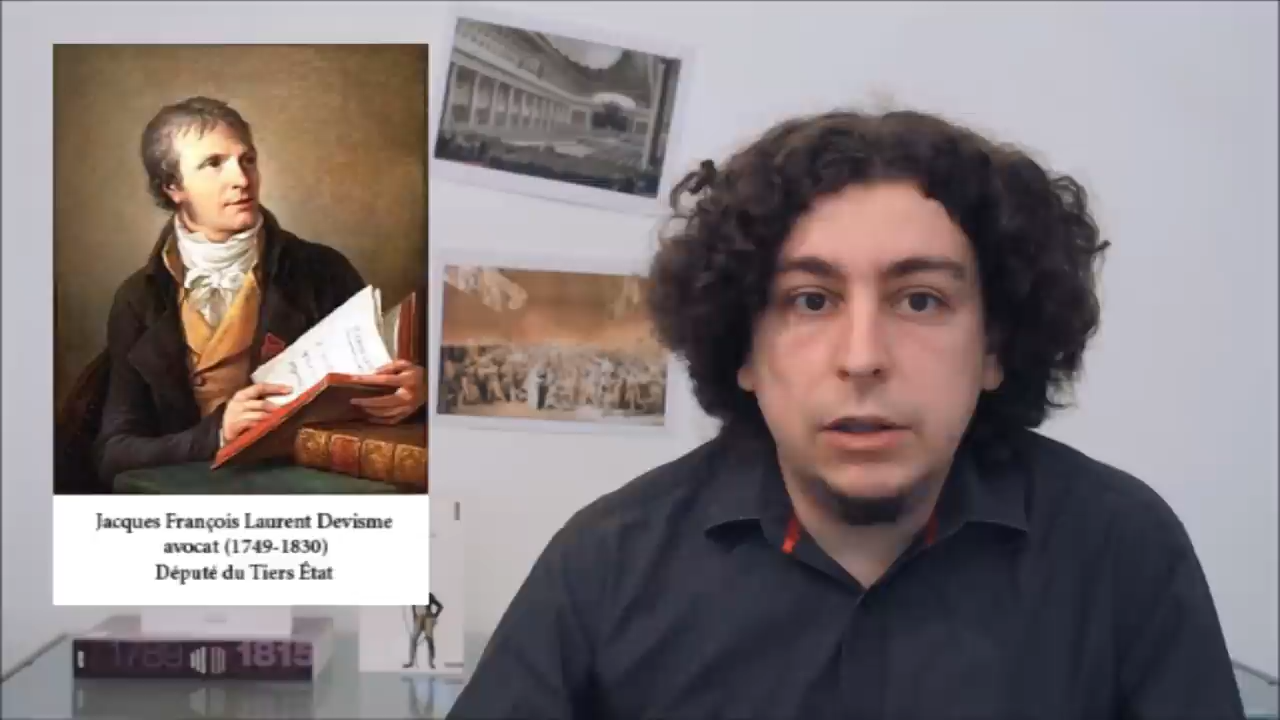 Jacques François Laurent Devisme
avocat (1749-1830)
Député du Tiers État
1789
1815